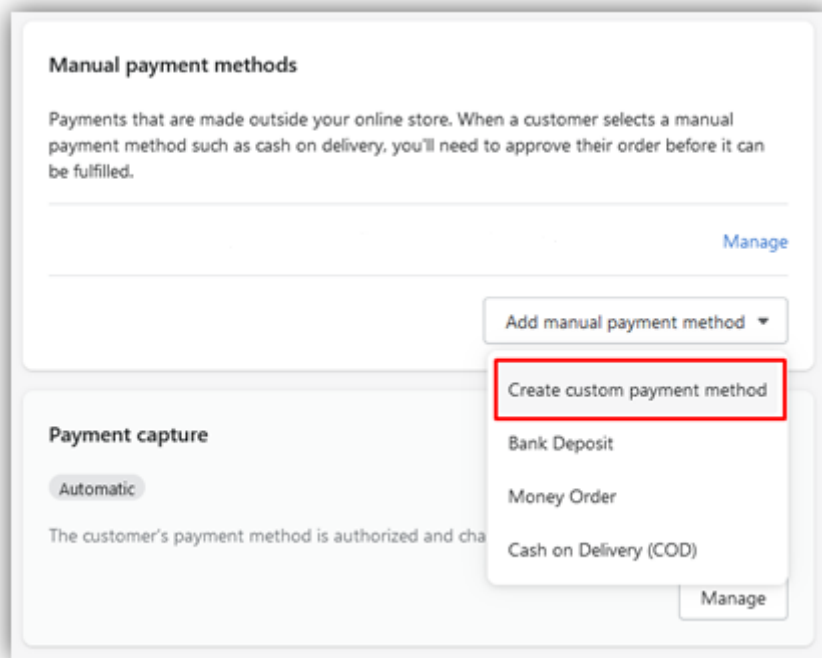 Manual payment methods
Payments that are made outside your online store. When a customer selects a manual
payment method such as cash on delivery, you'll need to approve their order before it can
be fulfilled.
Manage
Add manual payment method
Create custom payment method
Bank Deposit
Money Order
Cash on Delivery (COD)
Payment capture
Automatic
The customer's payment method is authorized and cha
Manage